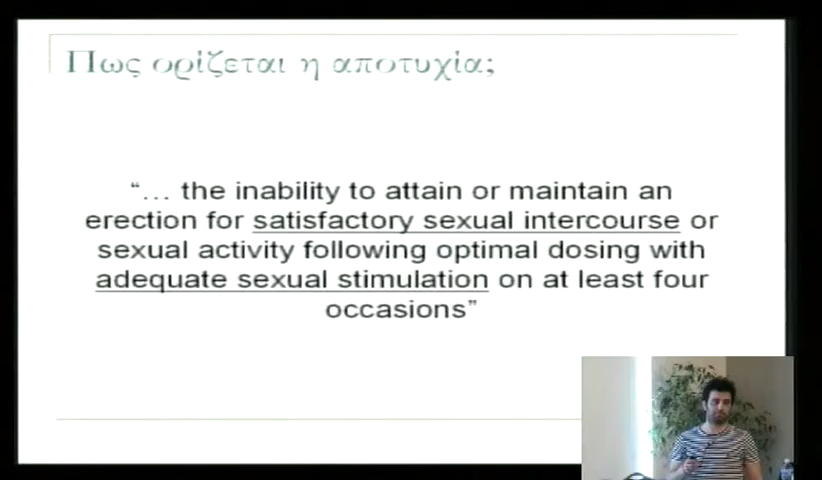 Πως ορίζεται η αποτυχία;
“… the inability to attain or maintain an
erection for satisfactory sexual intercourse or
sexual activity following optimal dosing with
adequate sexual stimulation on at least four
occasions”